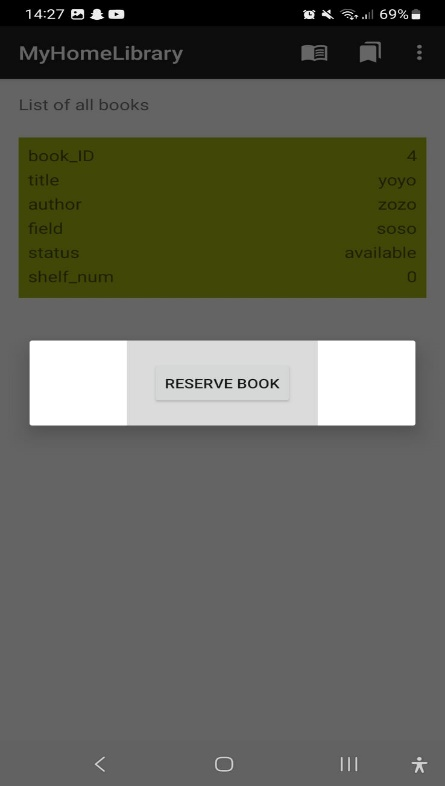 14:27 69%
MyHomeLibrary
List of all books
book_ID 4
title yoyo
author zozo
field soso
status available
shelf_num 0
RESERVE BOOK